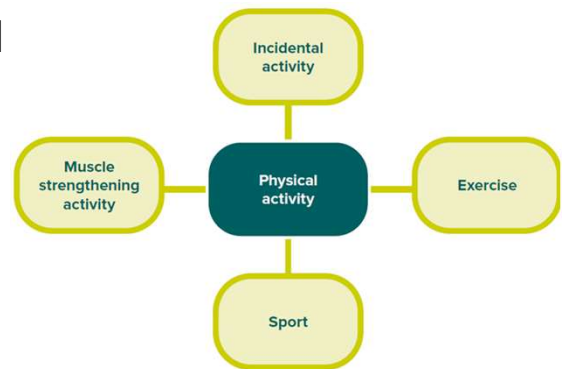 Incidental
activity
Muscle
strengthening
activity
Physical
activity
Exercise
Sport